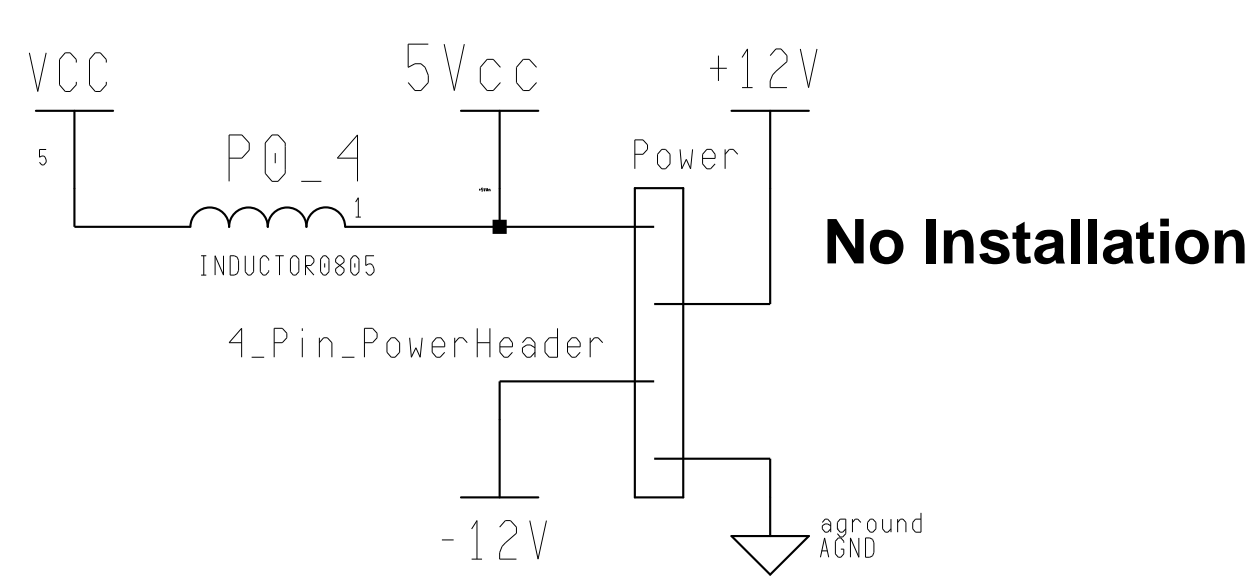 VCC
5Vcc
+12V
5
P0_4
Power
1
No Installation
INDUCTOR0805
4_Pin_PowerHeader
-12V
aground
AGND